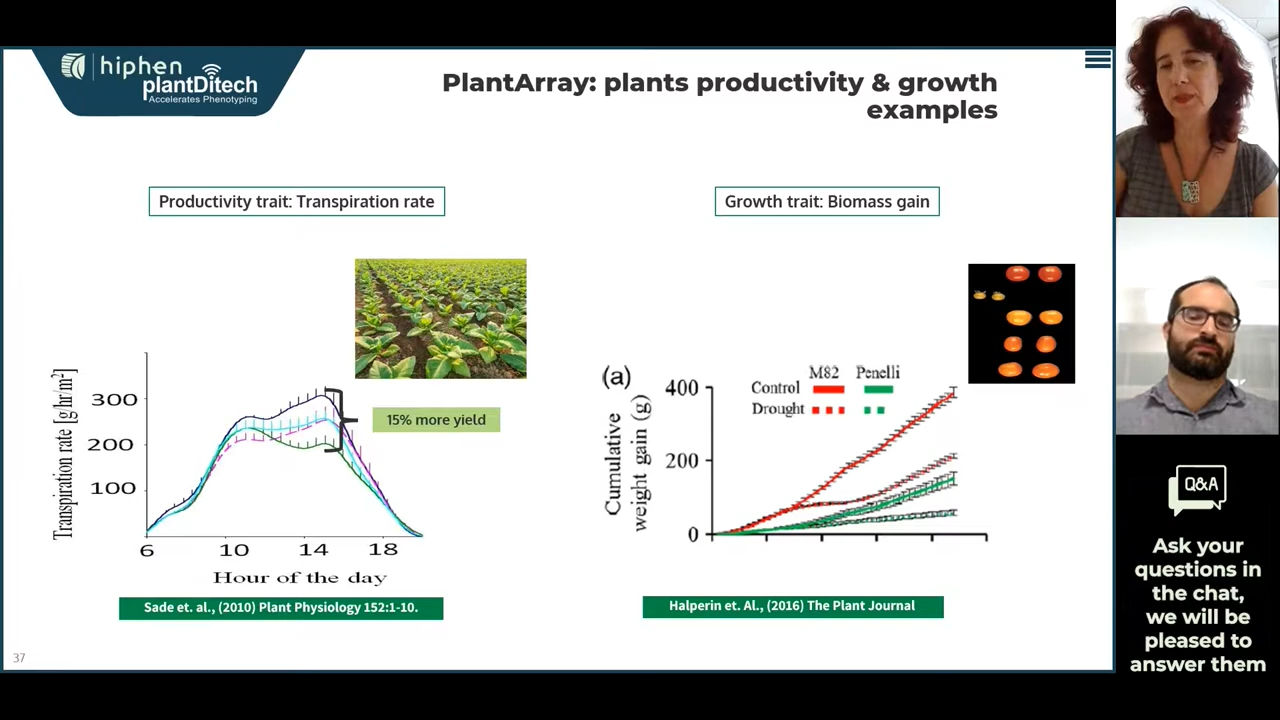 hiphen
plantDitech
Accelerates Phenotyping
PlantArray: plants productivity & growth
examples
Productivity trait: Transpiration rate
Growth trait: Biomass gain
Transpiration rate [g/hr/m²]
300
200
100
6 10 14 18
Hour of the day
15% more yield
Sade et. al., (2010) Plant Physiology 152:1-10.
(a)
M82 Penelli
Control
Drought
Cumulative
weight gain (g)
400
200
0
Halperin et. Al., (2016) The Plant Journal
37
Q&A
Ask your
questions in
the chat,
we will be
pleased to
answer them